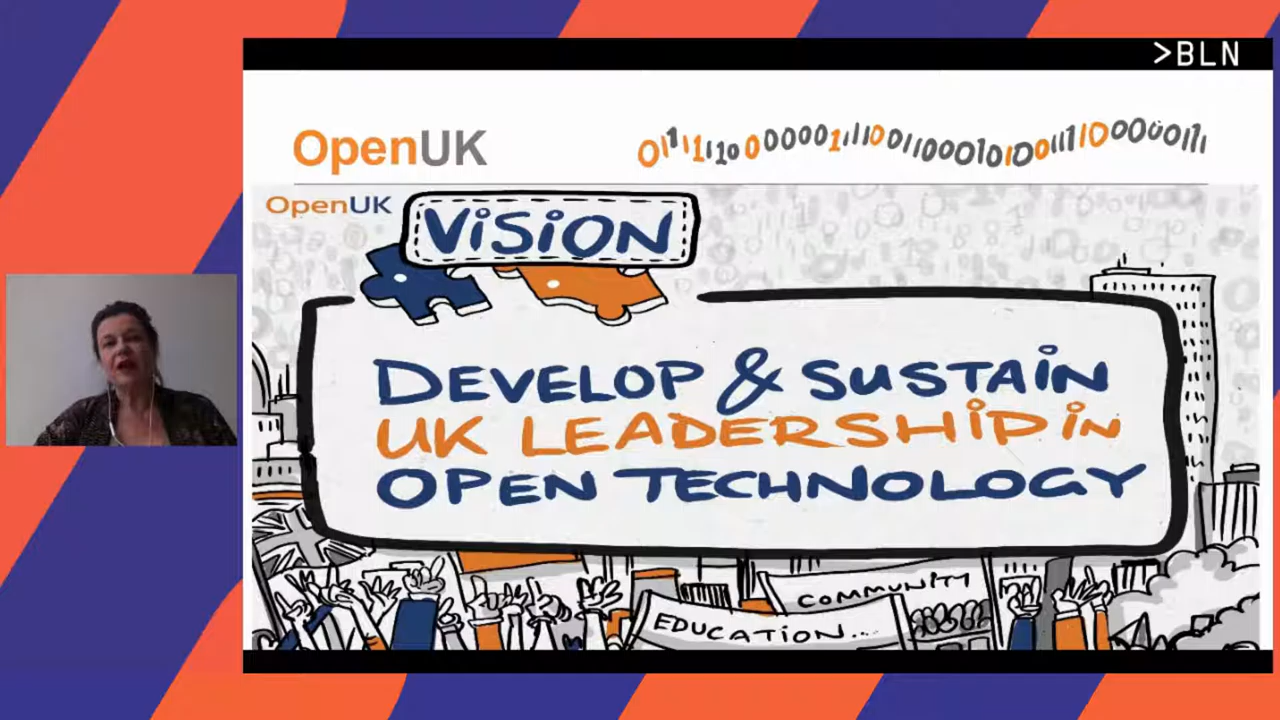 >BLN
OpenUK
OpenUK
ViSiON
DEVELOP & SUSTAiN
UK LEADERSHiP iN
OPEN TECHNOLOGY
COMMUNiTY
EDUCATiON...